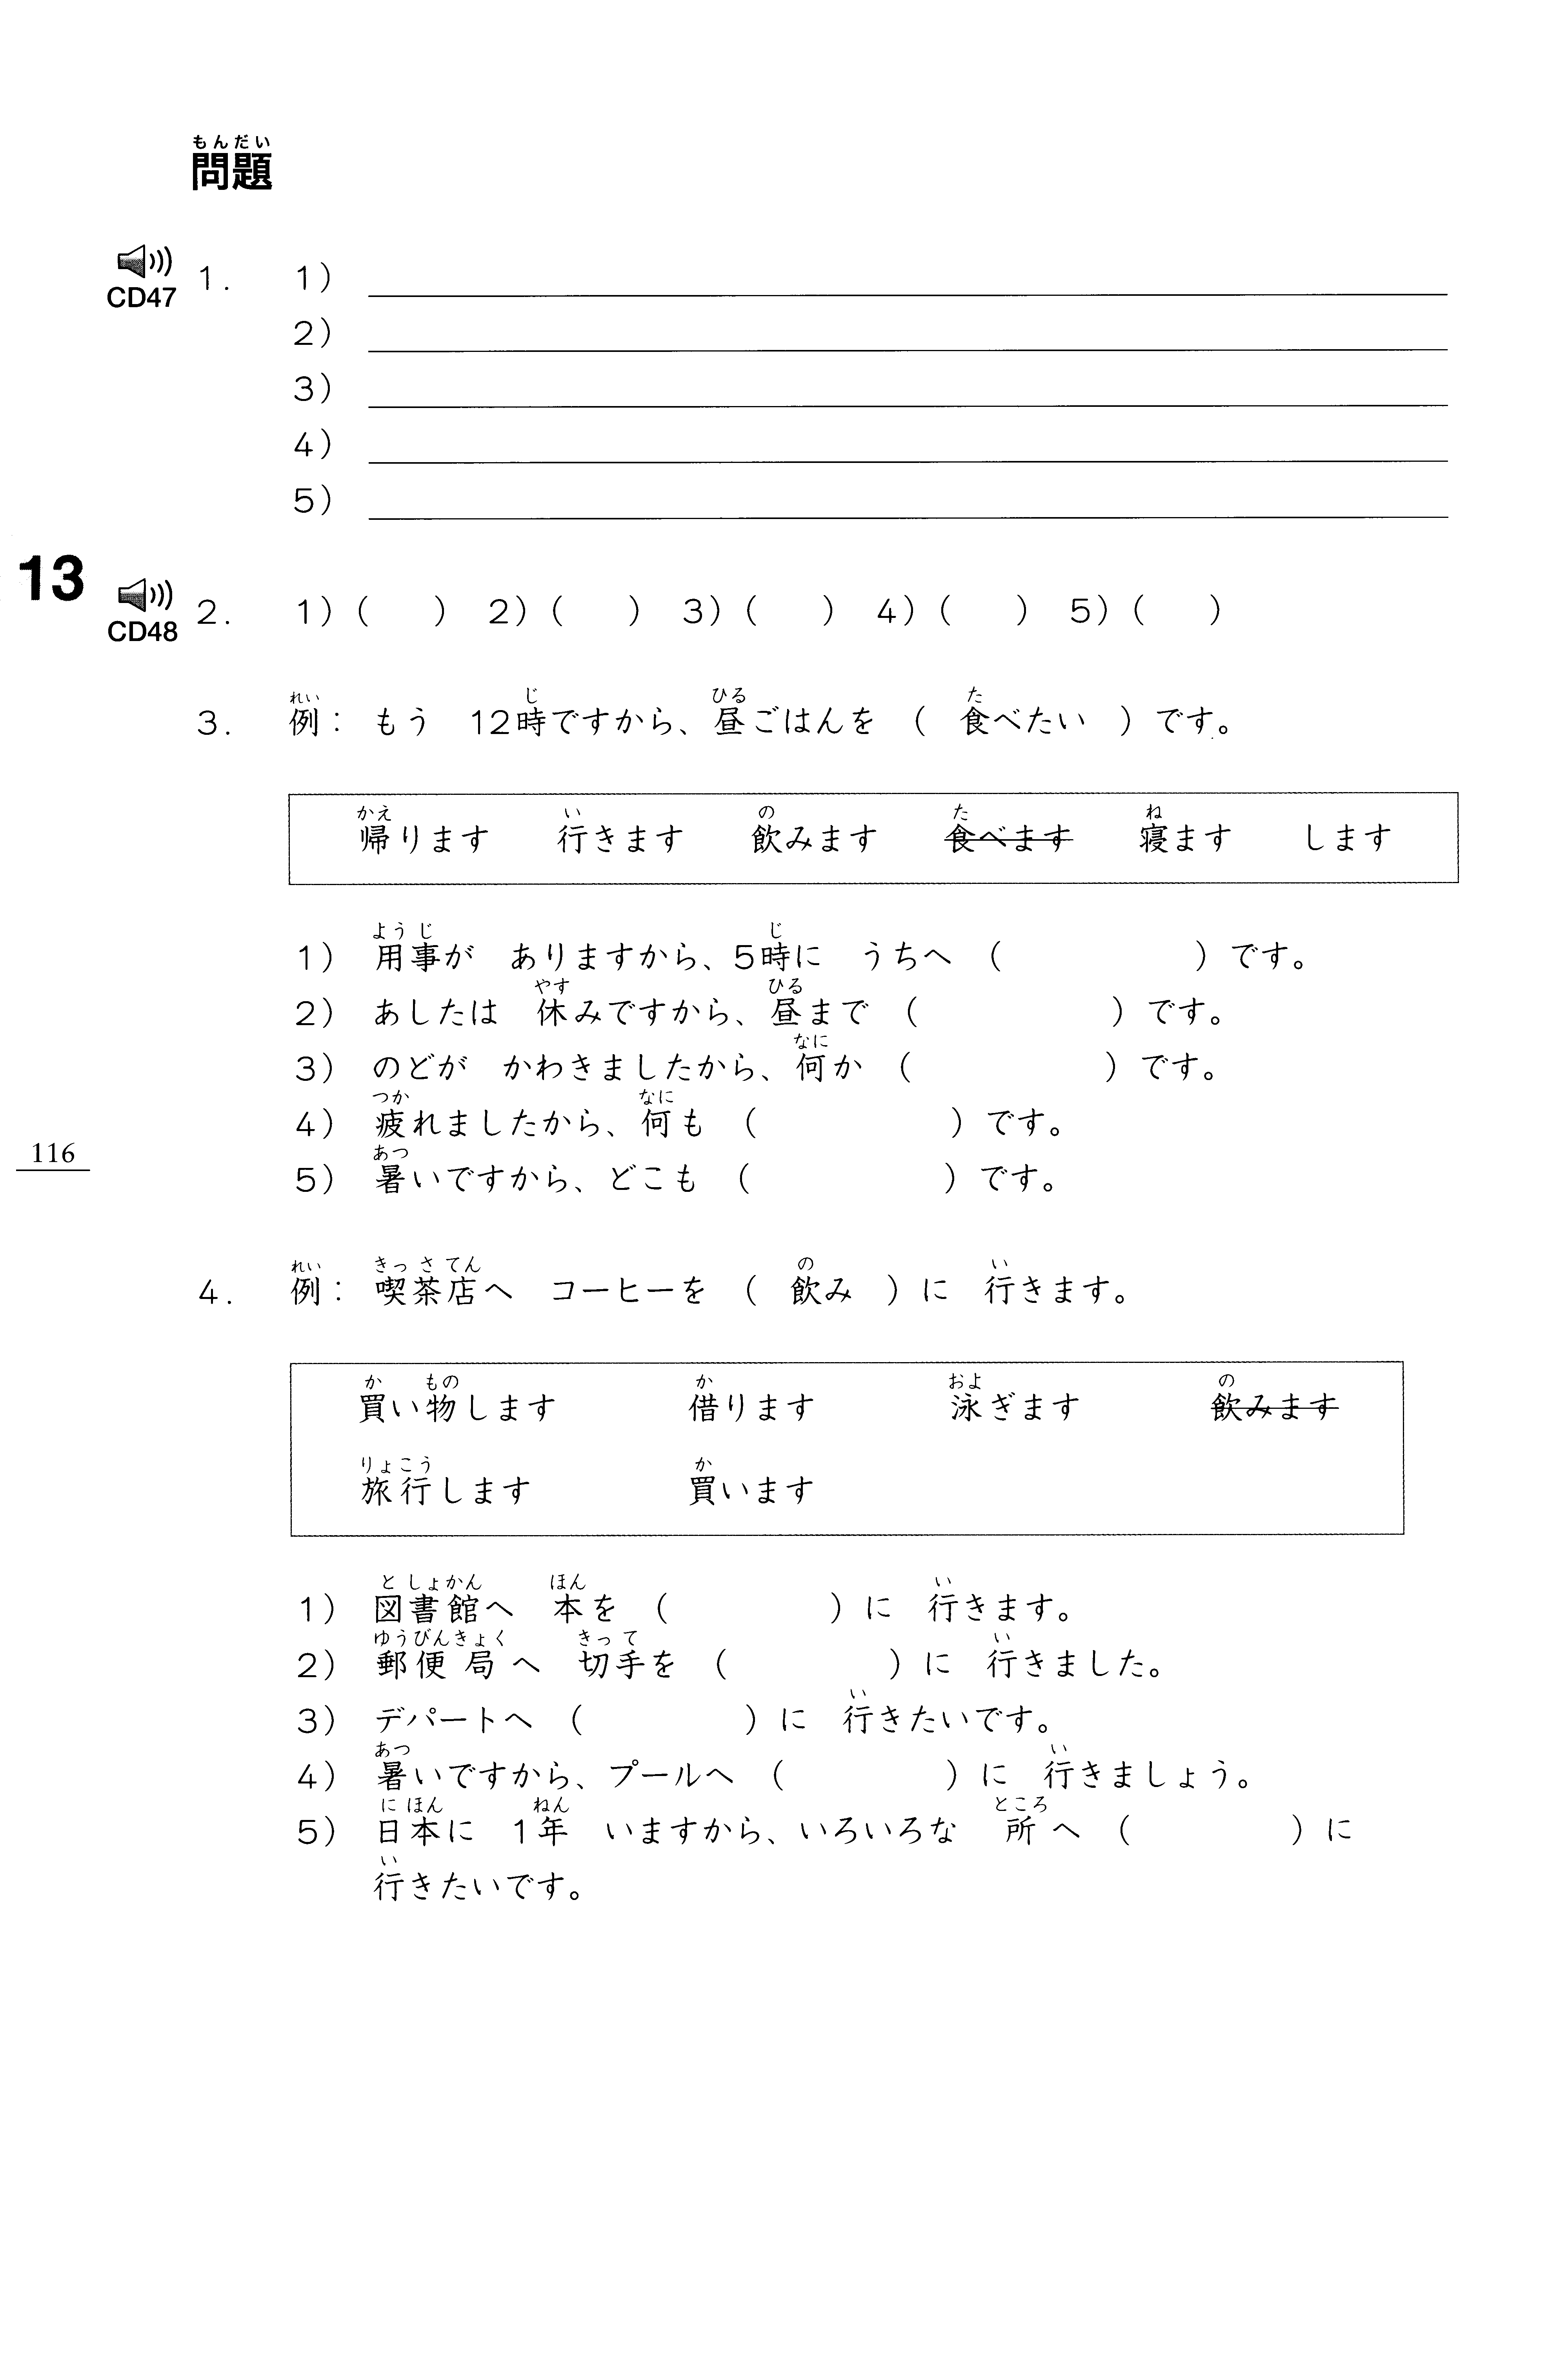 もんだい
問題
CD47
1. 1)
2)
3)
4)
5)
13
CD48
2. 1)( ) 2)( ) 3)( ) 4)( ) 5)( )
れい じ ひる た
3. 例： もう 12時ですから、昼ごはんを ( 食べたい ) です。
かえ い の た ね
帰ります 行きます 飲みます 食べます 寝ます します
よう じ じ
1) 用事が ありますから、5時に うちへ ( ) です。
やす ひる
2) あしたは 休みですから、昼まで ( ) です。
なに
3) のどが かわきましたから、何か ( ) です。
つか なに
4) 疲れましたから、何も ( ) です。
あつ
5) 暑いですから、どこも ( ) です。
116
れい きっ さ てん の い
4. 例： 喫茶店へ コーヒーを ( 飲み ) に 行きます。
か もの か およ の
買い物します 借ります 泳ぎます 飲みます
りょこう か
旅行します 買います
と しょかん ほん い
1) 図書館へ 本を ( ) に 行きます。
ゆうびんきょく きっ て い
2) 郵便局へ 切手を ( ) に 行きました。
い
3) デパートへ ( ) に 行きたいです。
あつ い
4) 暑いですから、プールへ ( ) に 行きましょう。
に ほん ねん ところ
5) 日本に 1年 いますから、いろいろな 所へ ( ) に
い
行きたいです。